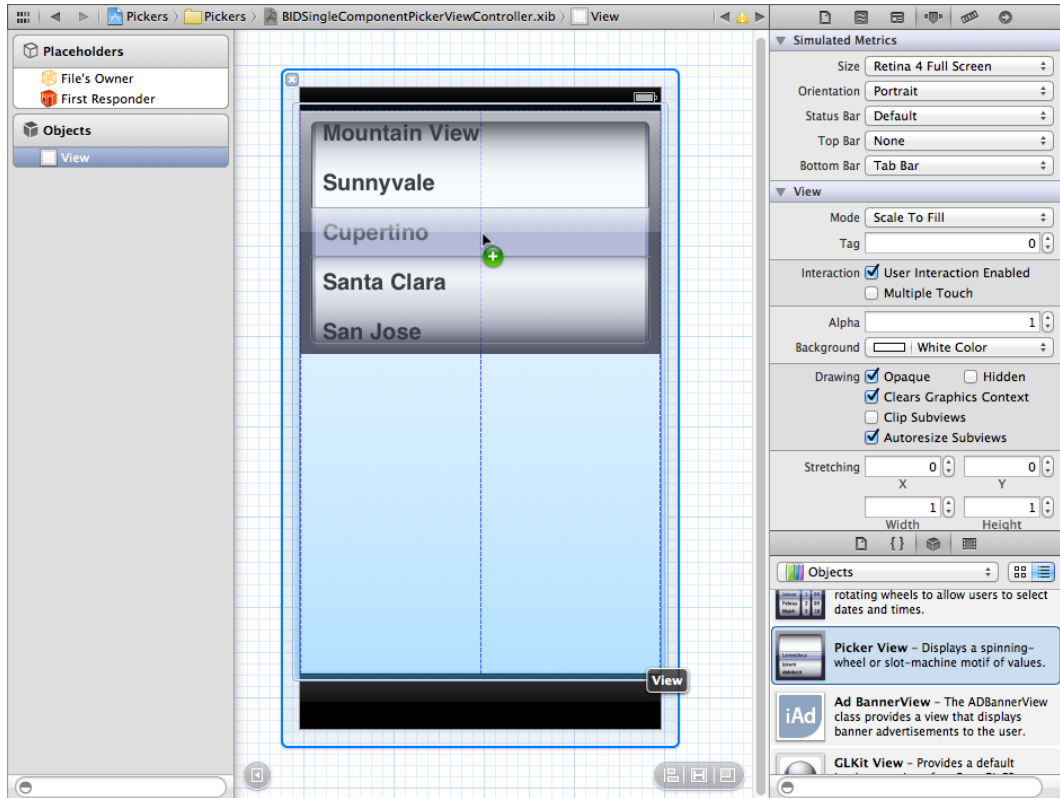 Pickers Pickers BIDSingleComponentPickerViewController.xib View
Placeholders
File's Owner
First Responder
Objects
View
Mountain View
Sunnyvale
Cupertino
Santa Clara
San Jose
View
Simulated Metrics
Size Retina 4 Full Screen
Orientation Portrait
Status Bar Default
Top Bar None
Bottom Bar Tab Bar
View
Mode Scale To Fill
Tag 0
Interaction User Interaction Enabled
Multiple Touch
Alpha 1
Background White Color
Drawing Opaque Hidden
Clears Graphics Context
Clip Subviews
Autoresize Subviews
Stretching 0 0
X Y
1 1
Width Height
{}
Objects
rotating wheels to allow users to select
dates and times.
Picker View – Displays a spinning-
wheel or slot-machine motif of values.
iAd
Ad BannerView – The ADBannerView
class provides a view that displays
banner advertisements to the user.
GLKit View – Provides a default